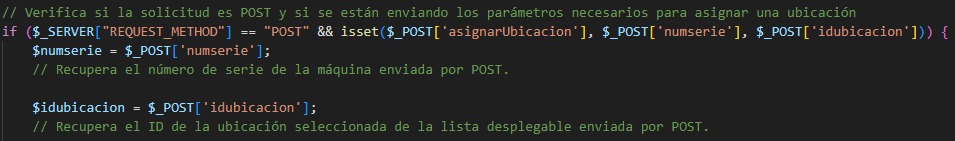 // Verifica si la solicitud es POST y si se están enviando los parámetros necesarios para asignar una ubicación
if ($_SERVER["REQUEST_METHOD"] == "POST" && isset($_POST['asignarUbicacion'], $_POST['numserie'], $_POST['idubicacion'])) {
    $numserie = $_POST['numserie'];
    // Recupera el número de serie de la máquina enviada por POST.

    $idubicacion = $_POST['idubicacion'];
    // Recupera el ID de la ubicación seleccionada de la lista desplegable enviada por POST.